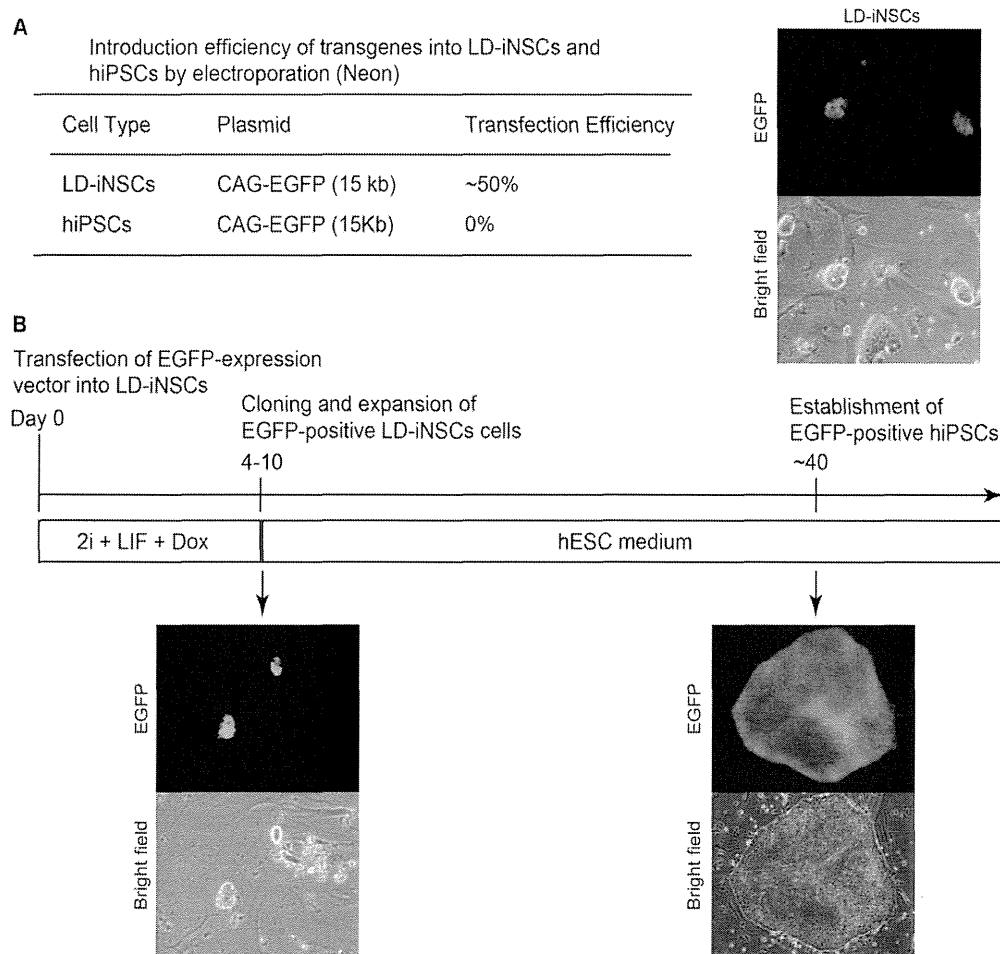 A
Introduction efficiency of transgenes into LD-iNSCs and
hiPSCs by electroporation (Neon)
Cell Type Plasmid Transfection Efficiency
LD-iNSCs CAG-EGFP (15 kb) ~50%
hiPSCs CAG-EGFP (15Kb) 0%
LD-iNSCs
EGFP
Bright field
B
Transfection of EGFP-expression
vector into LD-iNSCs
Day 0
Cloning and expansion of
EGFP-positive LD-iNSCs cells
4-10
Establishment of
EGFP-positive hiPSCs
~40
2i + LIF + Dox
hESC medium
EGFP
Bright field
EGFP
Bright field